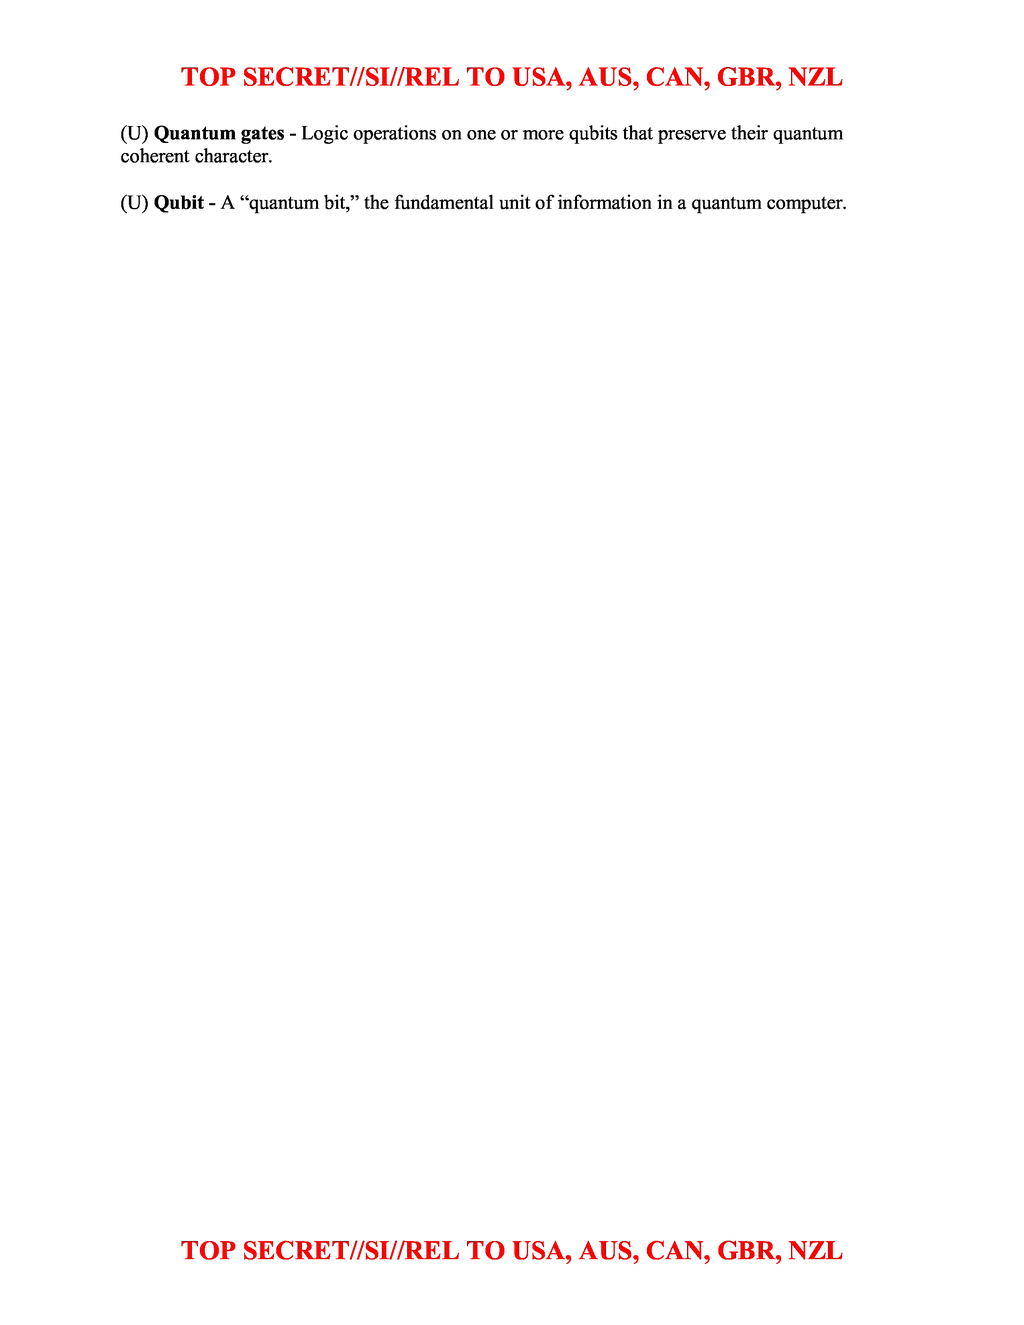 TOP SECRET//SI//REL TO USA, AUS, CAN, GBR, NZL
(U) Quantum gates - Logic operations on one or more qubits that preserve their quantum
coherent character.
(U) Qubit - A “quantum bit,” the fundamental unit of information in a quantum computer.
TOP SECRET//SI//REL TO USA, AUS, CAN, GBR, NZL